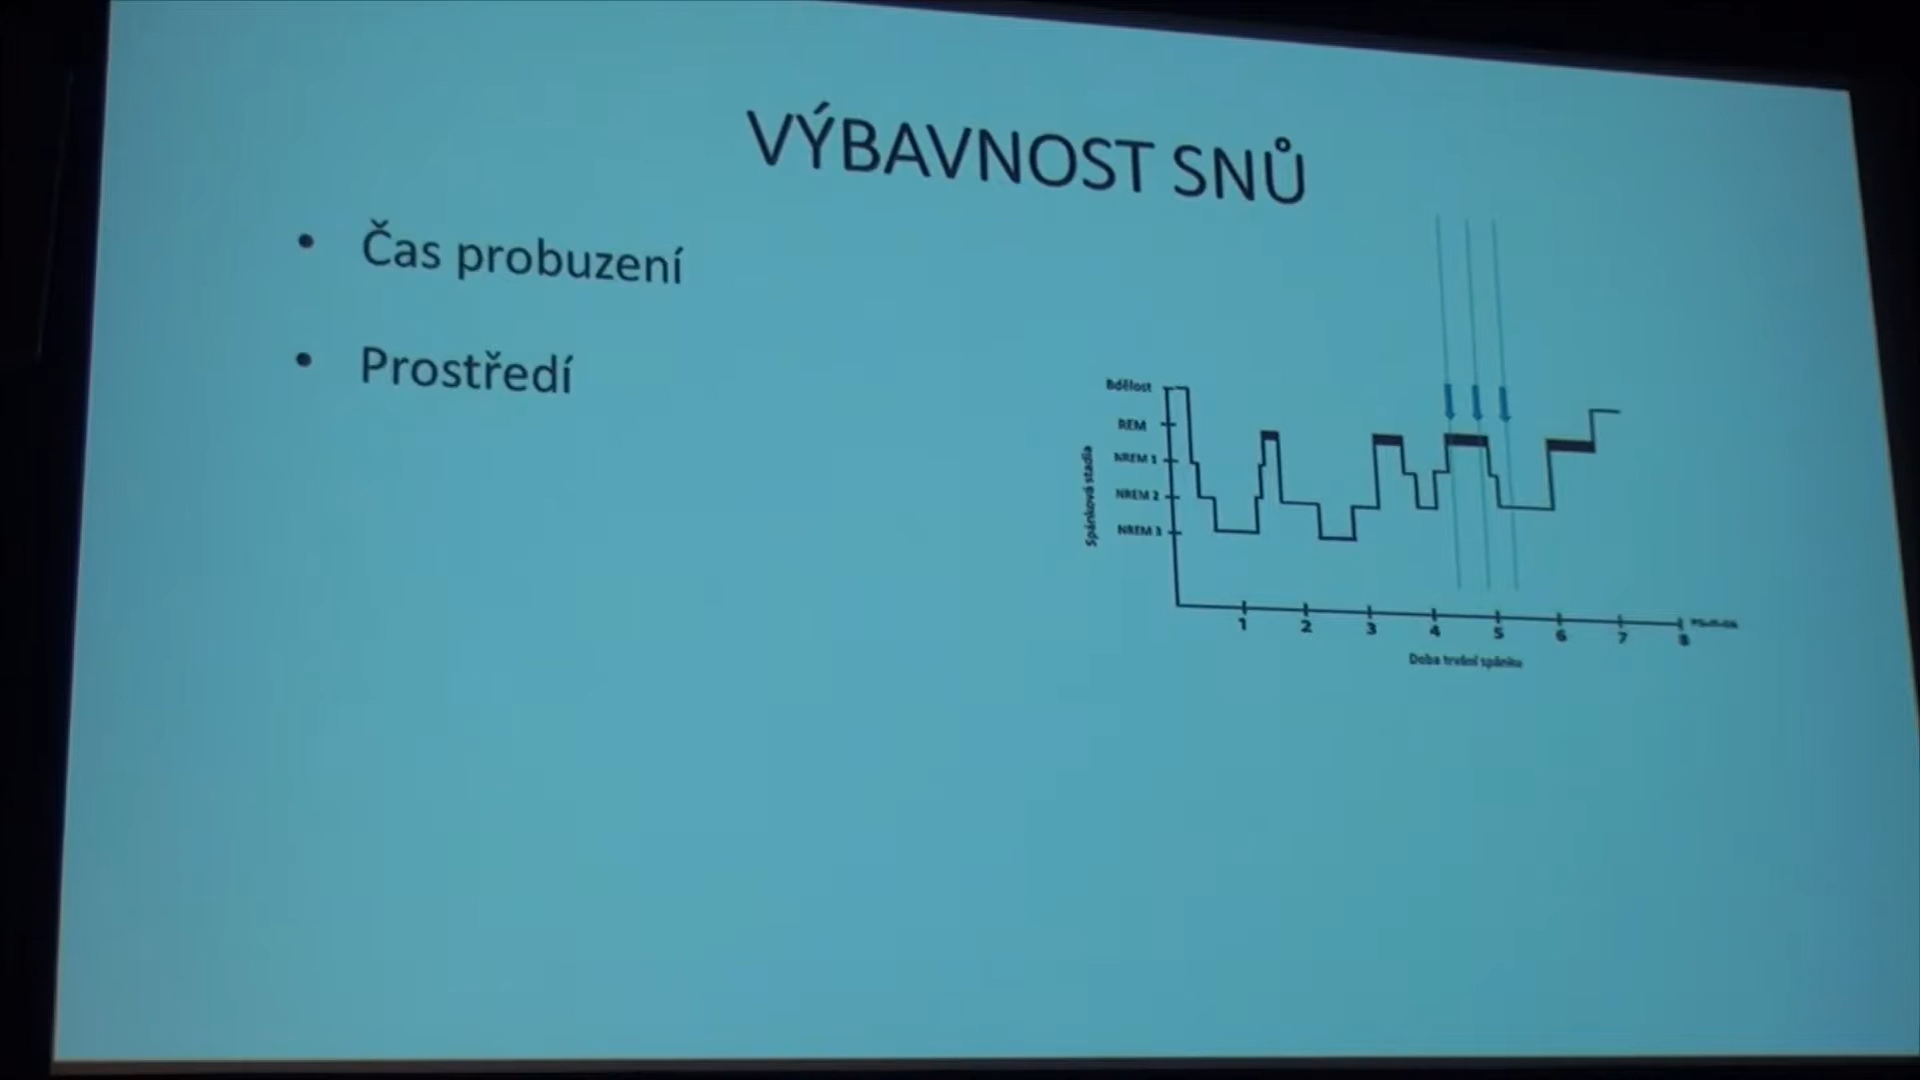 VÝBAVNOST SNŮ
• Čas probuzení
• Prostředí
Bdělost
REM
NREM 1
NREM 2
NREM 3
Spánková stadia
1 2 3 4 5 6 7 8
Doba trvání spánku